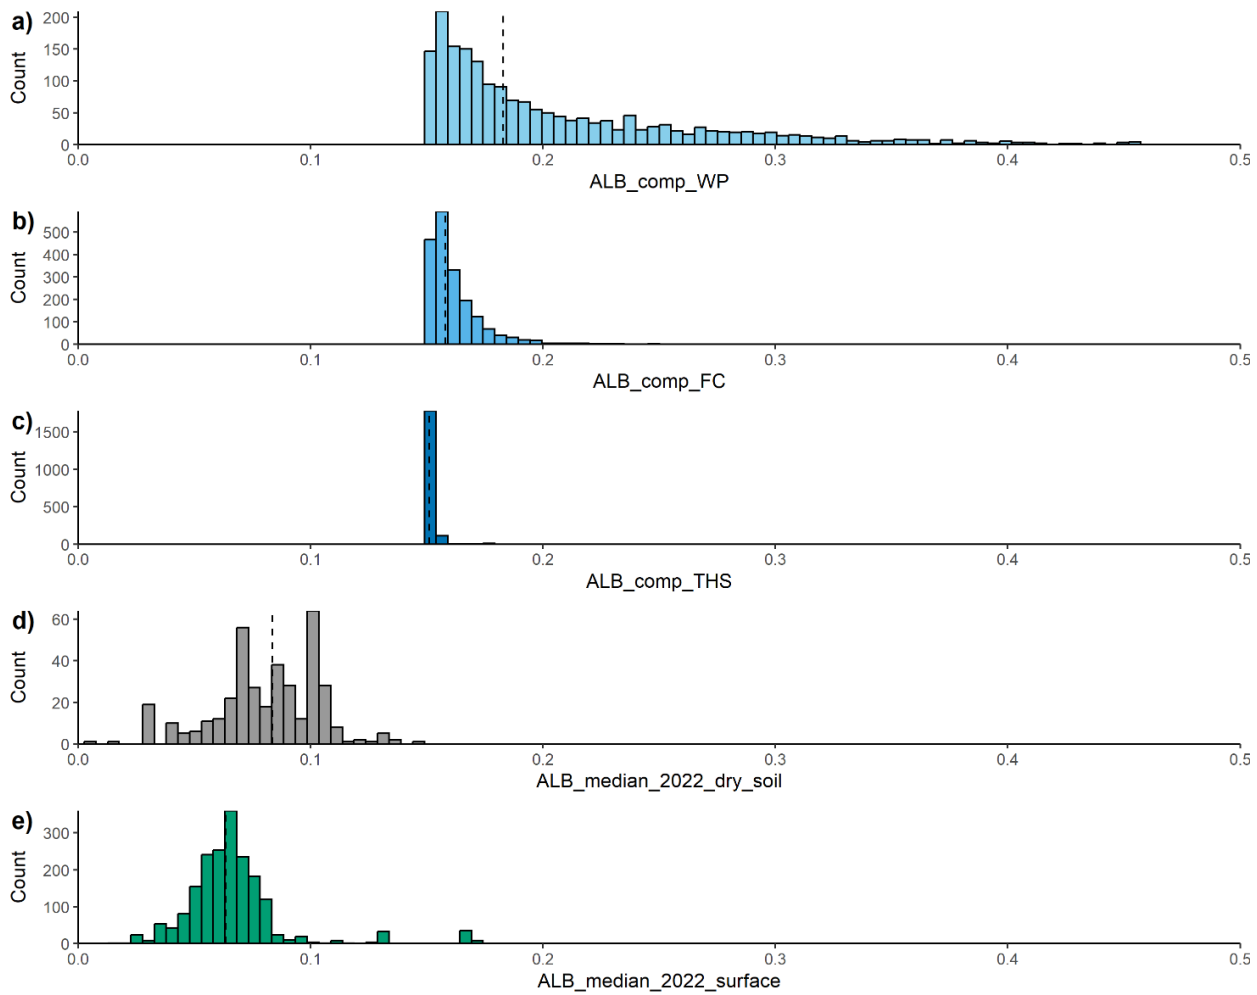 a)
Count
200
150
100
50
0
0.0 0.1 0.2 0.3 0.4 0.5
ALB_comp_WP
b)
Count
500
400
300
200
100
0
0.0 0.1 0.2 0.3 0.4 0.5
ALB_comp_FC
c)
Count
1500
1000
500
0
0.0 0.1 0.2 0.3 0.4 0.5
ALB_comp_THS
d)
Count
60
40
20
0
0.0 0.1 0.2 0.3 0.4 0.5
ALB_median_2022_dry_soil
e)
Count
300
200
100
0
0.0 0.1 0.2 0.3 0.4 0.5
ALB_median_2022_surface